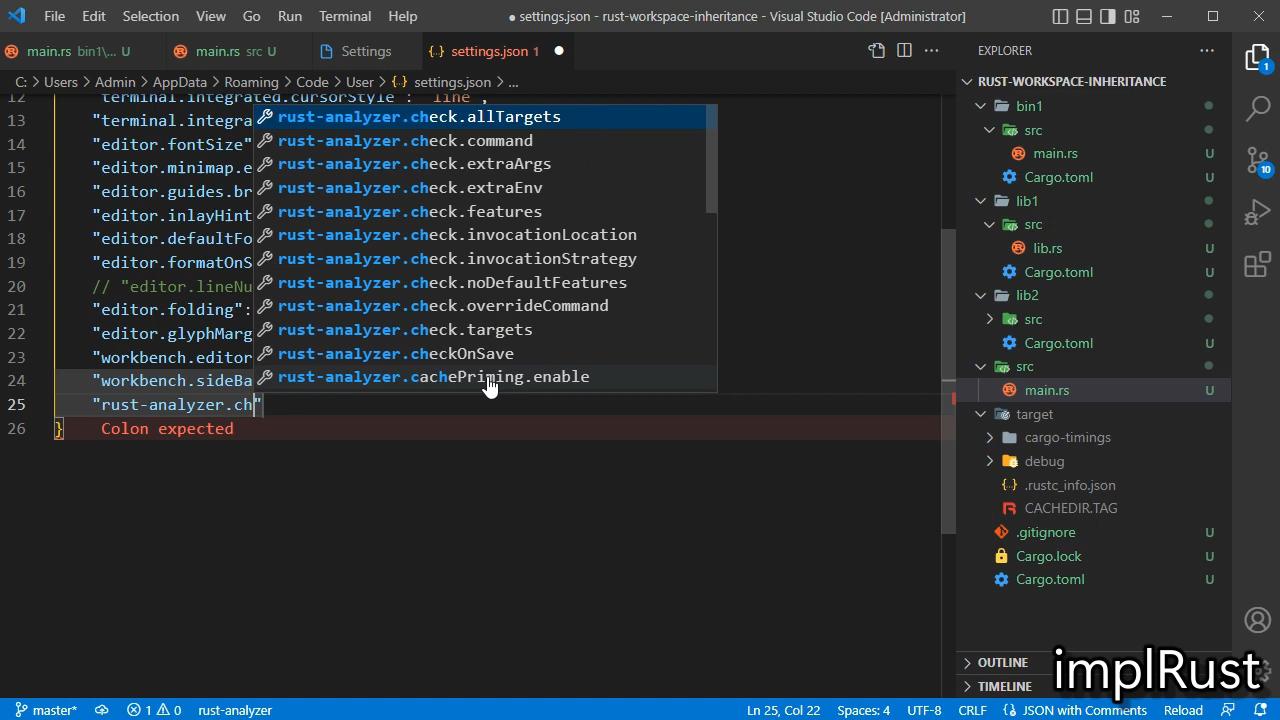 File Edit Selection View Go Run Terminal Help
● settings.json - rust-workspace-inheritance - Visual Studio Code [Administrator]
main.rs bin1\... U
main.rs src U
Settings
{..} settings.json 1 ●
C: > Users > Admin > AppData > Roaming > Code > User > {..} settings.json > ...
12 "terminal.integrated.cursorStyle": "line",
13 "terminal.integra
14 "editor.fontSize"
15 "editor.minimap.e
16 "editor.guides.br
17 "editor.inlayHint
18 "editor.defaultFo
19 "editor.formatOnS
20 // "editor.lineNu
21 "editor.folding":
22 "editor.glyphMarg
23 "workbench.editor
24 "workbench.sideBa
25 "rust-analyzer.ch"
26 } Colon expected
rust-analyzer.check.allTargets
rust-analyzer.check.command
rust-analyzer.check.extraArgs
rust-analyzer.check.extraEnv
rust-analyzer.check.features
rust-analyzer.check.invocationLocation
rust-analyzer.check.invocationStrategy
rust-analyzer.check.noDefaultFeatures
rust-analyzer.check.overrideCommand
rust-analyzer.check.targets
rust-analyzer.checkOnSave
rust-analyzer.cachePriming.enable
EXPLORER
RUST-WORKSPACE-INHERITANCE
bin1
src
main.rs U
Cargo.toml U
lib1
src
lib.rs U
Cargo.toml U
lib2
src
Cargo.toml U
src
main.rs U
target
cargo-timings
debug
{..} .rustc_info.json
CACHEDIR.TAG
.gitignore U
Cargo.lock U
Cargo.toml U
OUTLINE
TIMELINE
1
10
implRust
master* 1 0 rust-analyzer
Ln 25, Col 22 Spaces: 4 UTF-8 CRLF JSON with Comments Reload